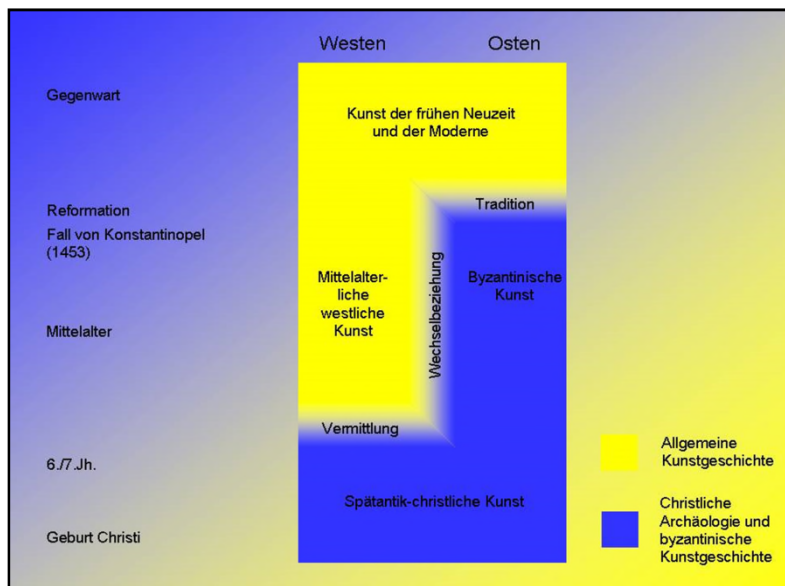 Westen
Osten
Gegenwart
Kunst der frühen Neuzeit
und der Moderne
Reformation
Tradition
Fall von Konstantinopel
(1453)
Mittelalter-
liche
westliche
Kunst
Wechselbeziehung
Byzantinische
Kunst
Mittelalter
Vermittlung
6./7.Jh.
Spätantik-christliche Kunst
Geburt Christi
Allgemeine
Kunstgeschichte
Christliche
Archäologie und
byzantinische
Kunstgeschichte